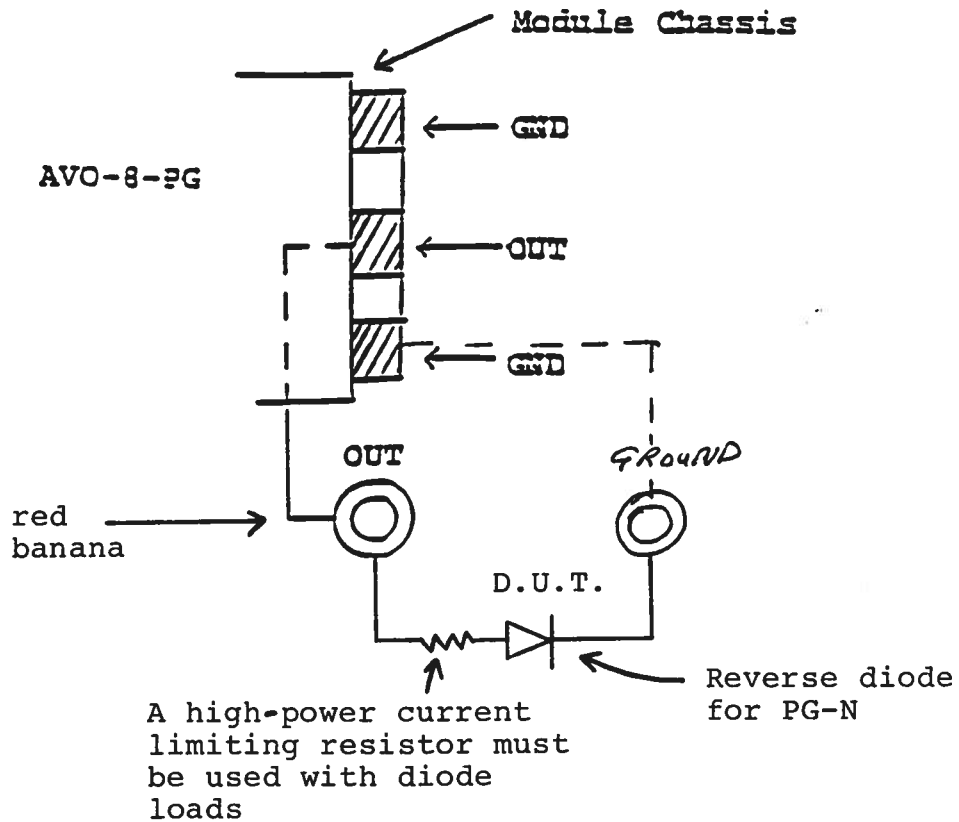 Module Chassis
GND
AVO-8-PG
OUT
GND
OUT
GROUND
red
banana
D.U.T.
Reverse diode
for PG-N
A high-power current
limiting resistor must
be used with diode
loads